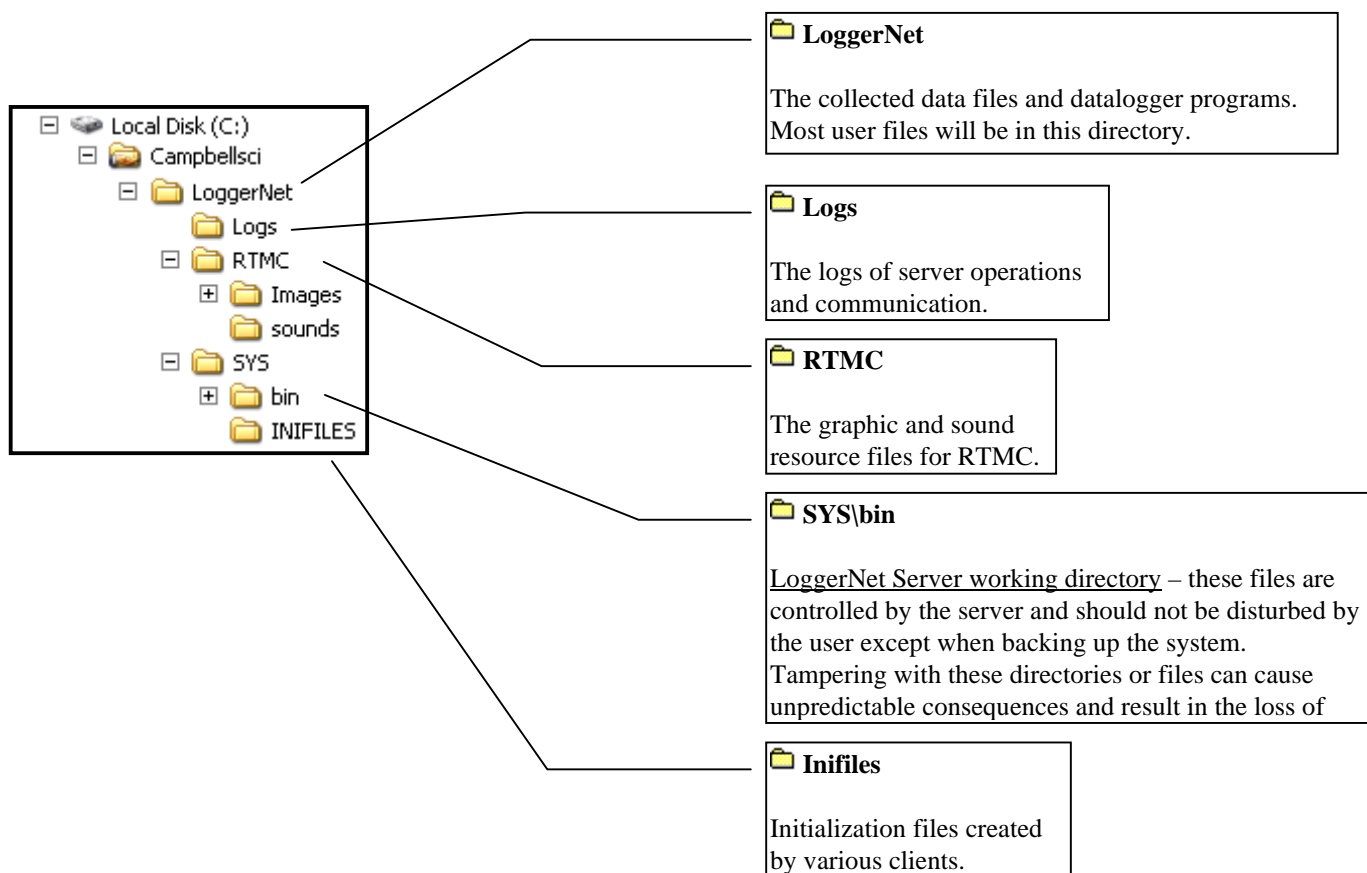 Local Disk (C:)
Campbellsci
LoggerNet
Logs
RTMC
Images
sounds
SYS
bin
INIFILES
LoggerNet
The collected data files and datalogger programs.
Most user files will be in this directory.
Logs
The logs of server operations
and communication.
RTMC
The graphic and sound
resource files for RTMC.
SYS\bin
LoggerNet Server working directory – these files are
controlled by the server and should not be disturbed by
the user except when backing up the system.
Tampering with these directories or files can cause
unpredictable consequences and result in the loss of
Inifiles
Initialization files created
by various clients.